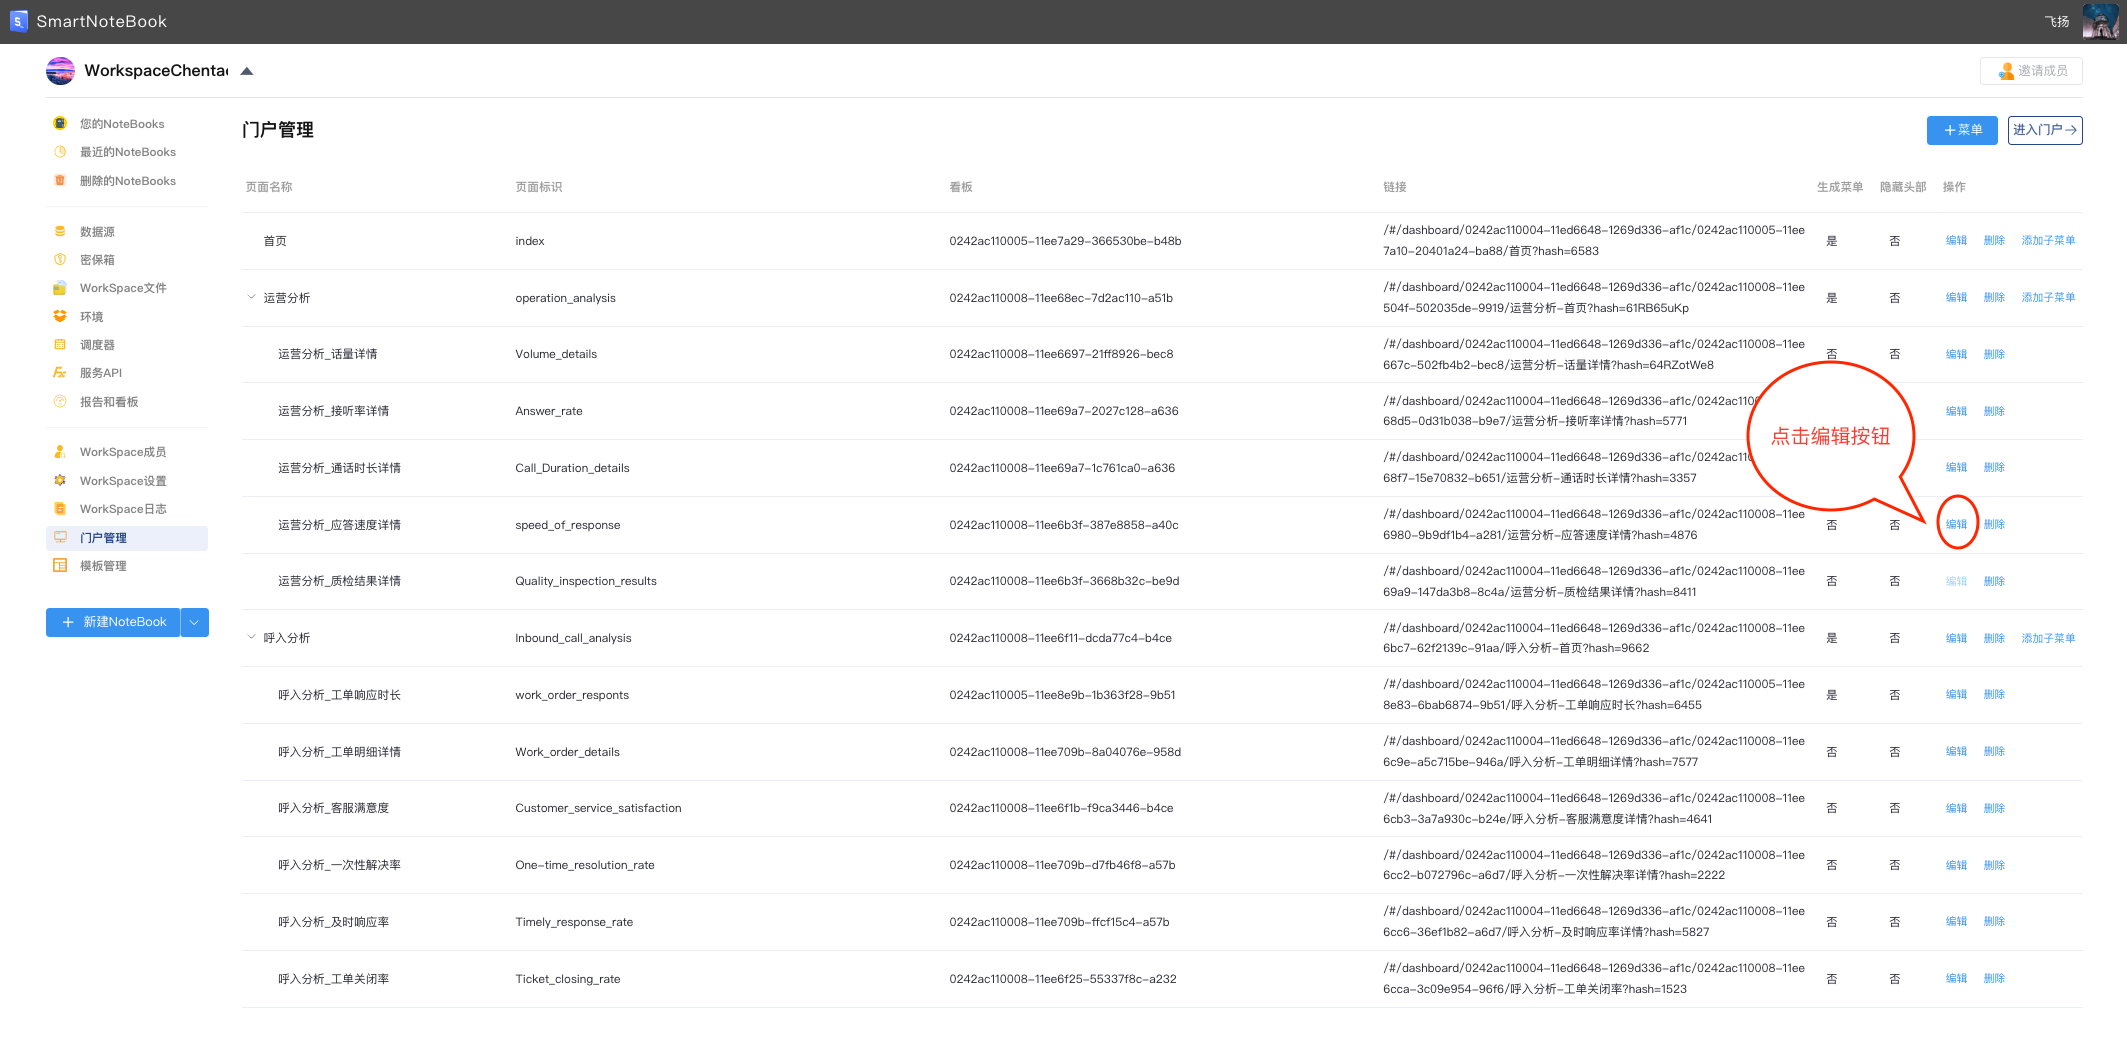 SmartNoteBook
飞扬
WorkspaceChentao
邀请成员
您的NoteBooks
最近的NoteBooks
删除的NoteBooks
数据源
密保箱
WorkSpace文件
环境
调度器
服务API
报告和看板
WorkSpace成员
WorkSpace设置
WorkSpace日志
门户管理
模板管理
新建NoteBook
门户管理
菜单
进入门户
页面名称 页面标识 看板 链接 生成菜单 隐藏头部 操作
首页 index 0242ac110005-11ee7a29-366530be-b48b /#/dashboard/0242ac110004-11ed6648-1269d336-af1c/0242ac110005-11ee 是 否 编辑 删除 添加子菜单
7a10-20401a24-ba88/首页?hash=6583
运营分析 operation_analysis 0242ac110008-11ee68ec-7d2ac110-a51b /#/dashboard/0242ac110004-11ed6648-1269d336-af1c/0242ac110008-11ee 是 否 编辑 删除 添加子菜单
504f-502035de-9919/运营分析-首页?hash=61RB65uKp
运营分析_话量详情 Volume_details 0242ac110008-11ee6697-21ff8926-bec8 /#/dashboard/0242ac110004-11ed6648-1269d336-af1c/0242ac110008-11ee 否 否 编辑 删除
667c-502fb4b2-bec8/运营分析-话量详情?hash=64RZotWe8
运营分析_接听率详情 Answer_rate 0242ac110008-11ee69a7-2027c128-a636 /#/dashboard/0242ac110004-11ed6648-1269d336-af1c/0242ac110 编辑 删除
68d5-0d31b038-b9e7/运营分析-接听率详情?hash=5771
点击编辑按钮
运营分析_通话时长详情 Call_Duration_details 0242ac110008-11ee69a7-1c761ca0-a636 /#/dashboard/0242ac110004-11ed6648-1269d336-af1c/0242ac110 编辑 删除
68f7-15e70832-b651/运营分析-通话时长详情?hash=3357
运营分析_应答速度详情 speed_of_response 0242ac110008-11ee6b3f-387e8858-a40c /#/dashboard/0242ac110004-11ed6648-1269d336-af1c/0242ac110008-11ee 否 否 编辑 删除
6980-9b9df1b4-a281/运营分析-应答速度详情?hash=4876
运营分析_质检结果详情 Quality_inspection_results 0242ac110008-11ee6b3f-3668b32c-be9d /#/dashboard/0242ac110004-11ed6648-1269d336-af1c/0242ac110008-11ee 否 否 编辑 删除
69a9-147da3b8-8c4a/运营分析-质检结果详情?hash=8411
呼入分析 Inbound_call_analysis 0242ac110008-11ee6f11-dcda77c4-b4ce /#/dashboard/0242ac110004-11ed6648-1269d336-af1c/0242ac110008-11ee 是 否 编辑 删除 添加子菜单
6bc7-62f2139c-91aa/呼入分析-首页?hash=9662
呼入分析_工单响应时长 work_order_responts 0242ac110005-11ee8e9b-1b363f28-9b51 /#/dashboard/0242ac110004-11ed6648-1269d336-af1c/0242ac110005-11ee 是 否 编辑 删除
8e83-6bab6874-9b51/呼入分析-工单响应时长?hash=6455
呼入分析_工单明细详情 Work_order_details 0242ac110008-11ee709b-8a04076e-958d /#/dashboard/0242ac110004-11ed6648-1269d336-af1c/0242ac110008-11ee 否 否 编辑 删除
6c9e-a5c715be-946a/呼入分析-工单明细详情?hash=7577
呼入分析_客服满意度 Customer_service_satisfaction 0242ac110008-11ee6f1b-f9ca3446-b4ce /#/dashboard/0242ac110004-11ed6648-1269d336-af1c/0242ac110008-11ee 否 否 编辑 删除
6cb3-3a7a930c-b24e/呼入分析-客服满意度详情?hash=4641
呼入分析_一次性解决率 One-time_resolution_rate 0242ac110008-11ee709b-d7fb46f8-a57b /#/dashboard/0242ac110004-11ed6648-1269d336-af1c/0242ac110008-11ee 否 否 编辑 删除
6cc2-b072796c-a6d7/呼入分析-一次性解决率详情?hash=2222
呼入分析_及时响应率 Timely_response_rate 0242ac110008-11ee709b-ffcf15c4-a57b /#/dashboard/0242ac110004-11ed6648-1269d336-af1c/0242ac110008-11ee 否 否 编辑 删除
6cc6-36ef1b82-a6d7/呼入分析-及时响应率详情?hash=5827
呼入分析_工单关闭率 Ticket_closing_rate 0242ac110008-11ee6f25-55337f8c-a232 /#/dashboard/0242ac110004-11ed6648-1269d336-af1c/0242ac110008-11ee 否 否 编辑 删除
6cca-3c09e954-96f6/呼入分析-工单关闭率?hash=1523